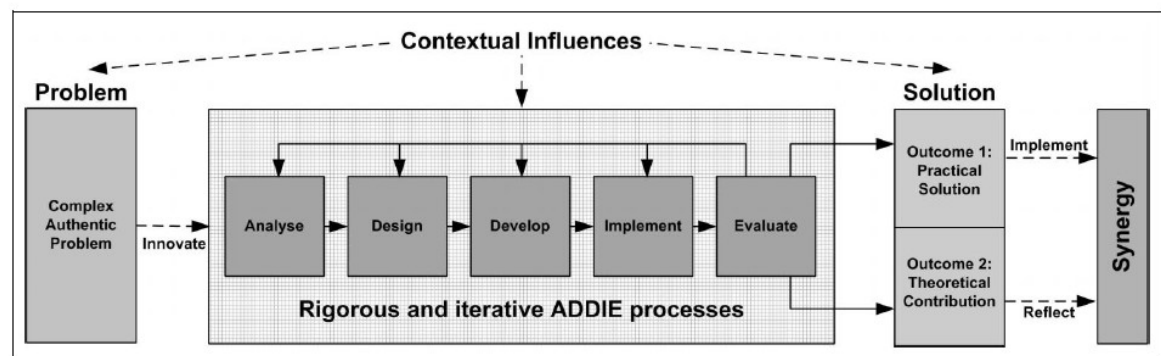 Contextual Influences
Problem
Solution
Complex
Authentic
Problem
Innovate
Analyse
Design
Develop
Implement
Evaluate
Rigorous and iterative ADDIE processes
Outcome 1:
Practical
Solution
Outcome 2:
Theoretical
Contribution
Implement
Reflect
Synergy